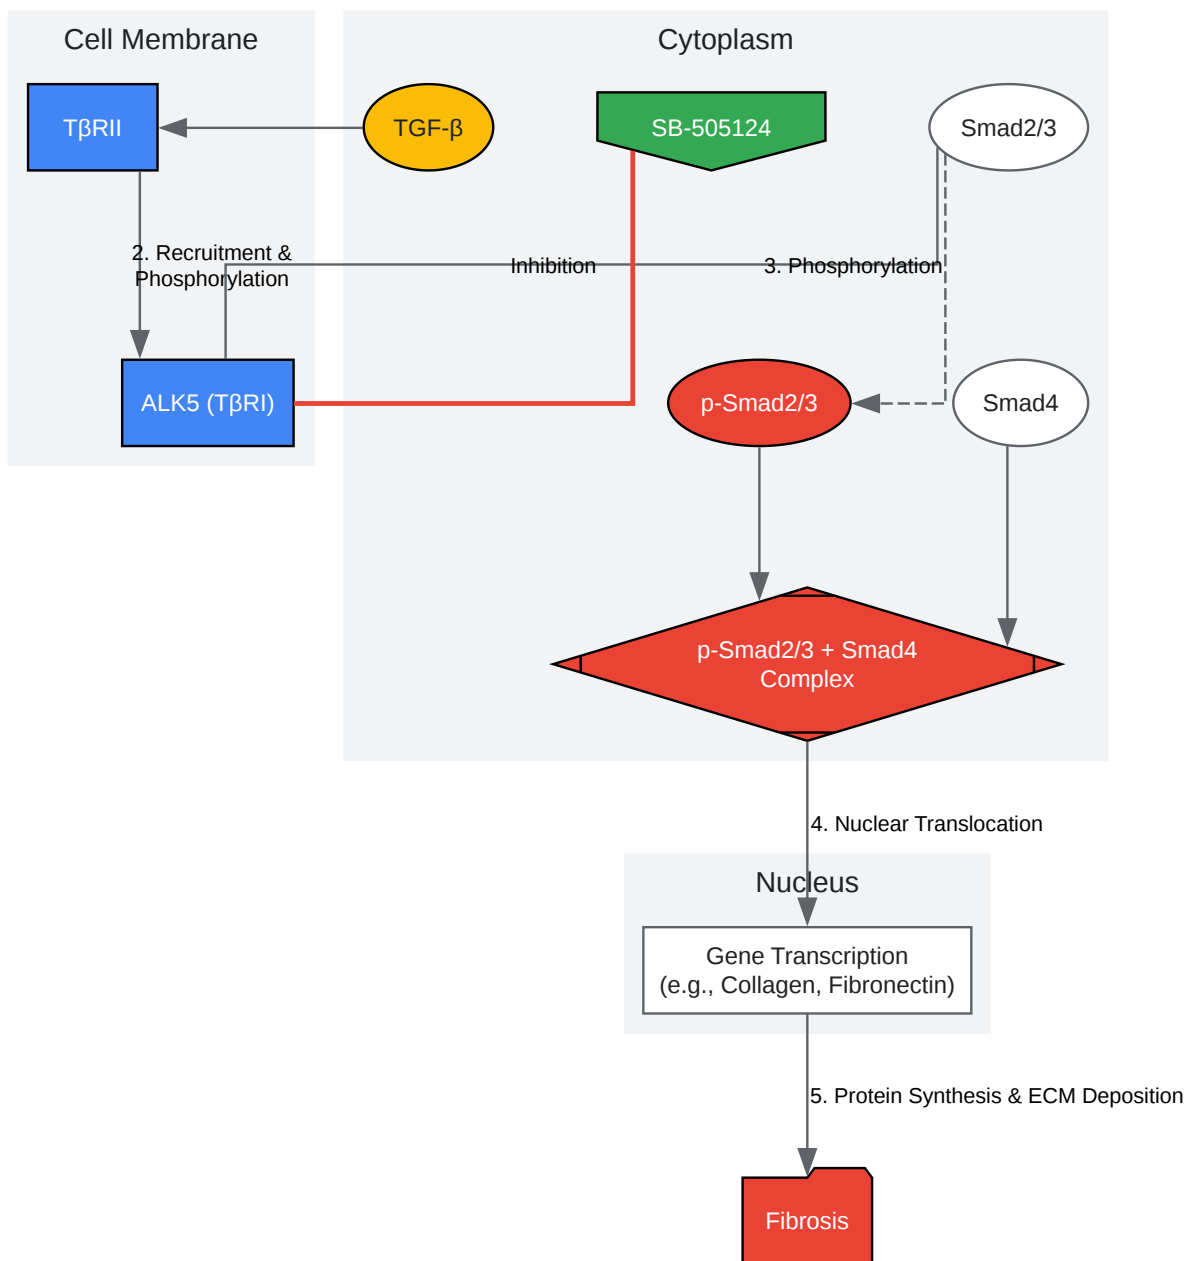 Cell Membrane
Cytoplasm
TβRII
TGF-β
SB-505124
Smad2/3
2. Recruitment &
Phosphorylation
Inhibition
3. Phosphorylation
ALK5 (TβRI)
p-Smad2/3
Smad4
p-Smad2/3 + Smad4
Complex
4. Nuclear Translocation
Nucleus
Gene Transcription
(e.g., Collagen, Fibronectin)
5. Protein Synthesis & ECM Deposition
Fibrosis